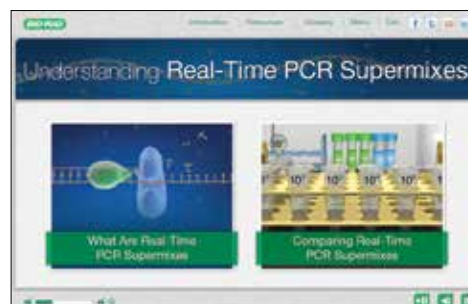 BIO-RAD
Understanding Real-Time PCR Supermixes
What Are Real-Time
PCR Supermixes
Comparing Real-Time
PCR Supermixes